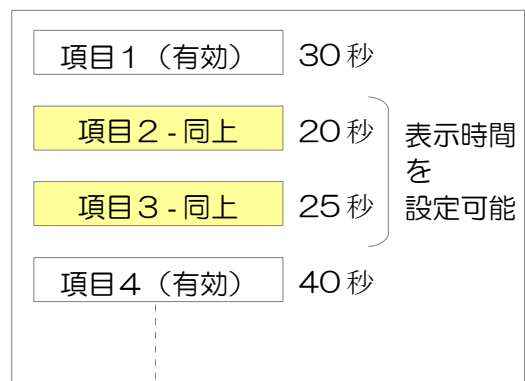 項目１（有効） 30秒
項目２-同上 20秒
項目３-同上 25秒
表示時間
を
設定可能
項目４（有効） 40秒